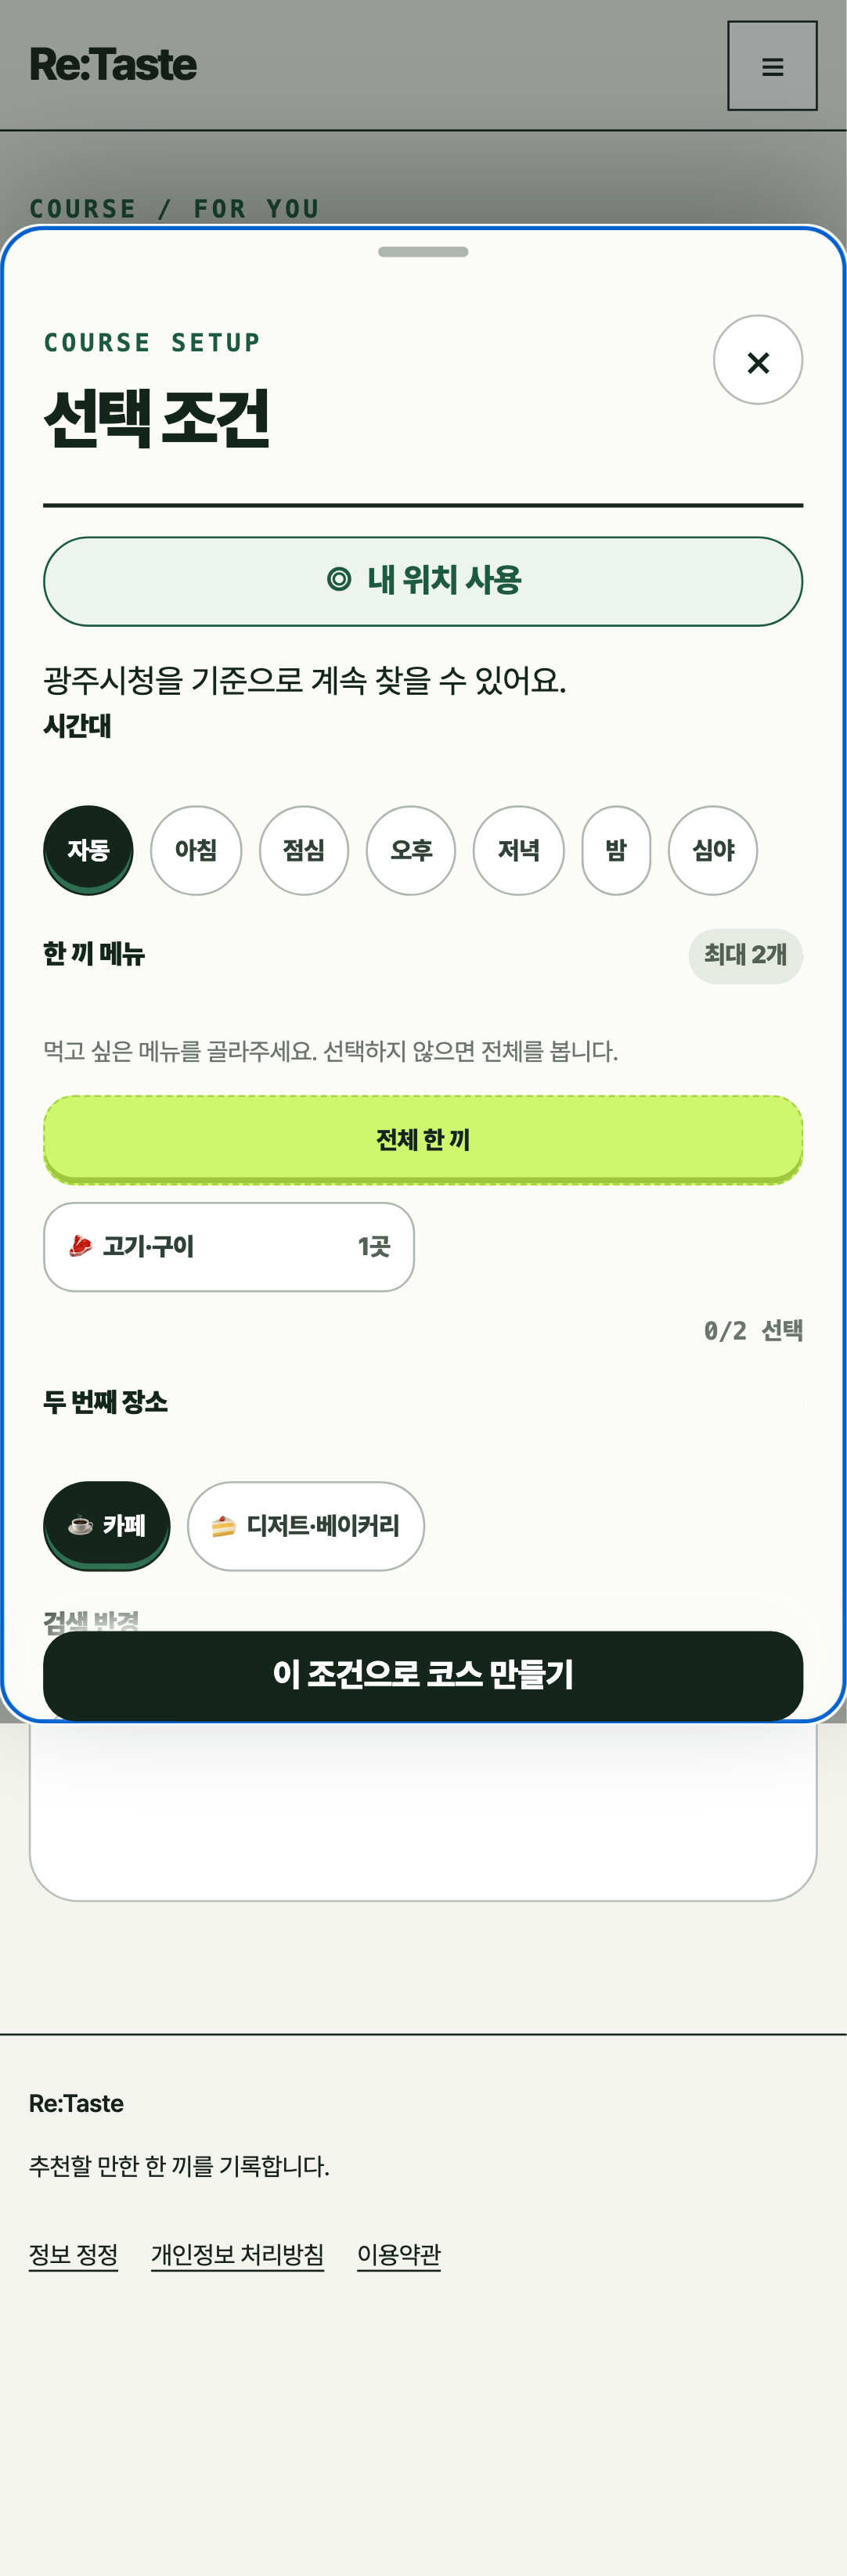 Re:Taste
COURSE / FOR YOU
COURSE SETUP
선택 조건
내 위치 사용
광주시청을 기준으로 계속 찾을 수 있어요.
시간대
자동 아침 점심 오후 저녁 밤 심야
한 끼 메뉴 최대 2개
먹고 싶은 메뉴를 골라주세요. 선택하지 않으면 전체를 봅니다.
전체 한 끼
고기·구이 1곳
0/2 선택
두 번째 장소
카페 디저트·베이커리
검색 반경
이 조건으로 코스 만들기
Re:Taste
추천할 만한 한 끼를 기록합니다.
정보 정정 개인정보 처리방침 이용약관